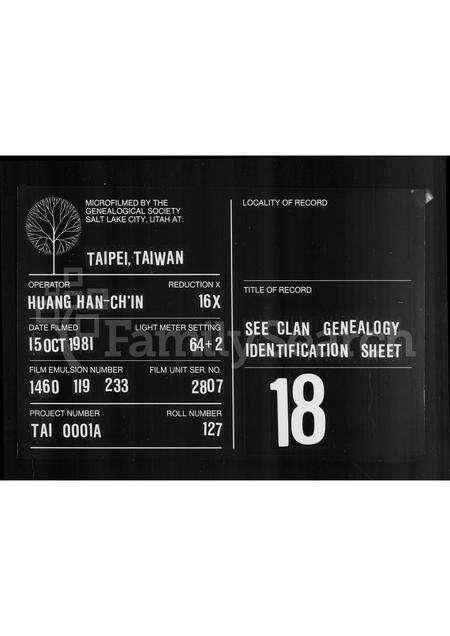 MICROFILMED BY THE
GENEALOGICAL SOCIETY
SALT LAKE CITY, UTAH AT:
TAIPEI, TAIWAN
OPERATOR REDUCTION X
HUANG HAN-CH'IN 16X
DATE FILMED LIGHT METER SETTING
15 OCT 1981 64+2
FILM EMULSION NUMBER FILM UNIT SER. NO.
1460 119 233 2807
PROJECT NUMBER ROLL NUMBER
TAI 0001A 127
LOCALITY OF RECORD
TITLE OF RECORD
SEE CLAN GENEALOGY
IDENTIFICATION SHEET
18
FamilySearch